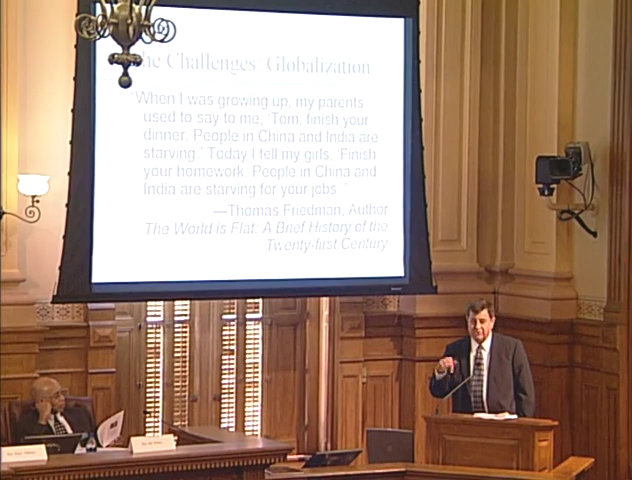 he Challenges Globalization
When I was growing up, my parents
used to say to me, 'Tom, finish your
dinner. People in China and India are
starving.' Today I tell my girls, 'Finish
your homework. People in China and
India are starving for your jobs.'"
—Thomas Friedman, Author
The World is Flat: A Brief History of the
Twenty-first Century